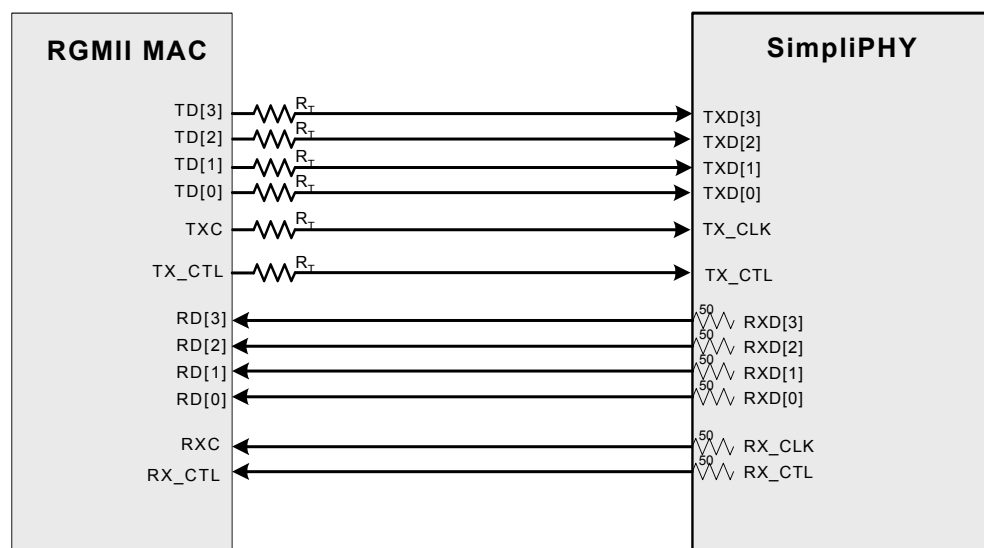 RGMII MAC
SimpliPHY
TD[3] R_T TXD[3]
TD[2] TXD[2]
TD[1] R_T TXD[1]
TD[0] R_T TXD[0]
TXC R_T TX_CLK
TX_CTL R_T TX_CTL
RD[3] 50 RXD[3]
RD[2] 50 RXD[2]
RD[1] 50 RXD[1]
RD[0] 50 RXD[0]
RXC 50 RX_CLK
RX_CTL 50 RX_CTL